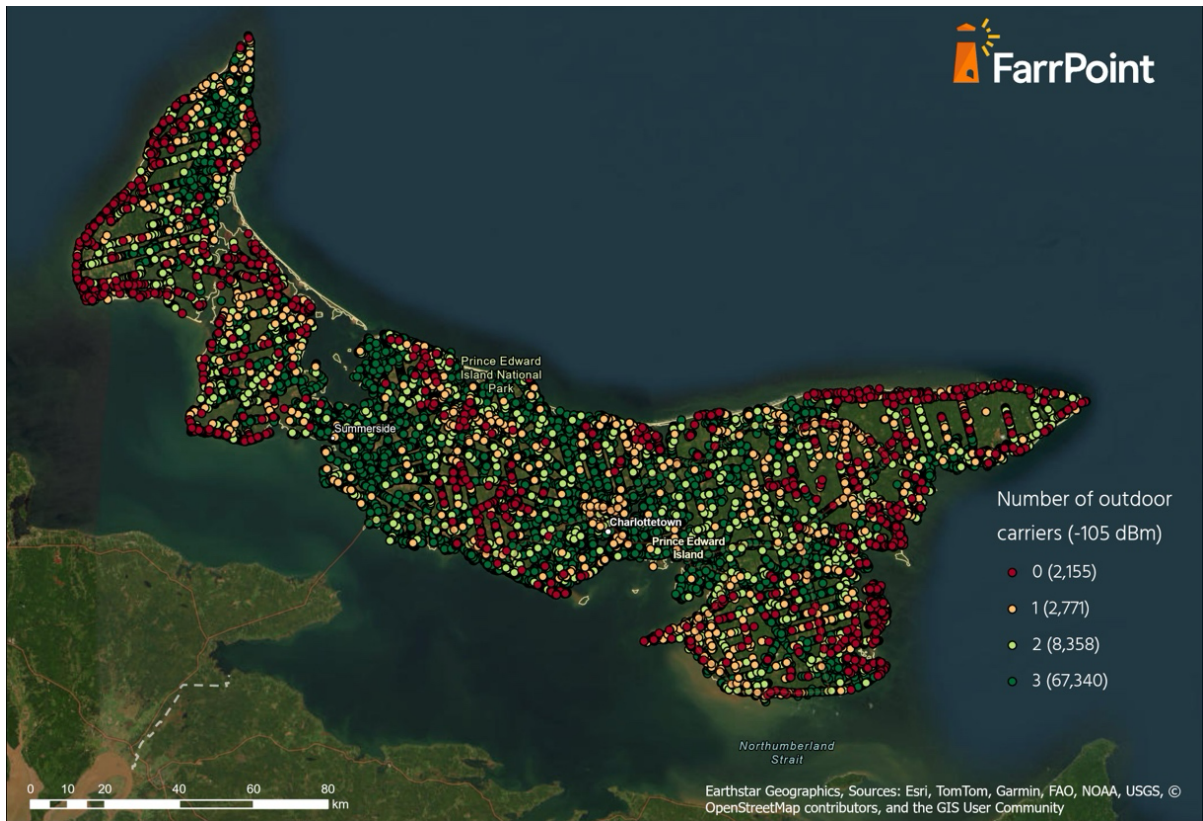 FarrPoint
Prince Edward
Island National
Park
Summerside
Charlottetown
Prince Edward
Island
Number of outdoor
carriers (-105 dBm)
0 (2,155)
1 (2,771)
2 (8,358)
3 (67,340)
Northumberland
Strait
0 10 20 40 60 80
km
Earthstar Geographics, Sources: Esri, TomTom, Garmin, FAO, NOAA, USGS, ©
OpenStreetMap contributors, and the GIS User Community